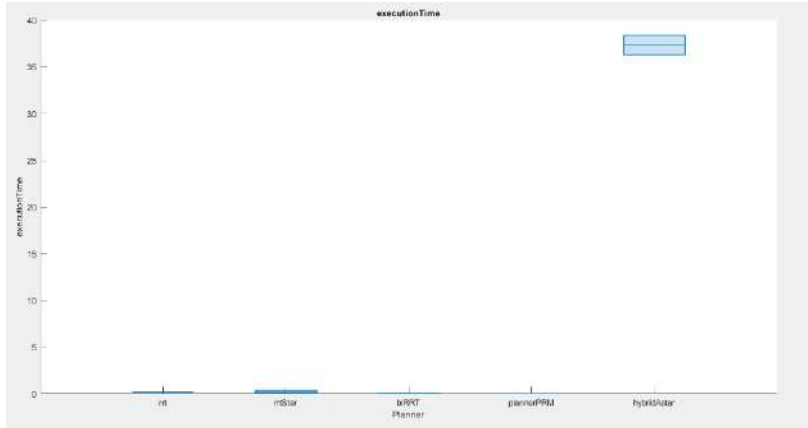 executionTime
40
35
30
25
20
15
10
5
0
executionTime
rrt
rrtStar
biRRT
plannerPRM
hybridAstar
Planner